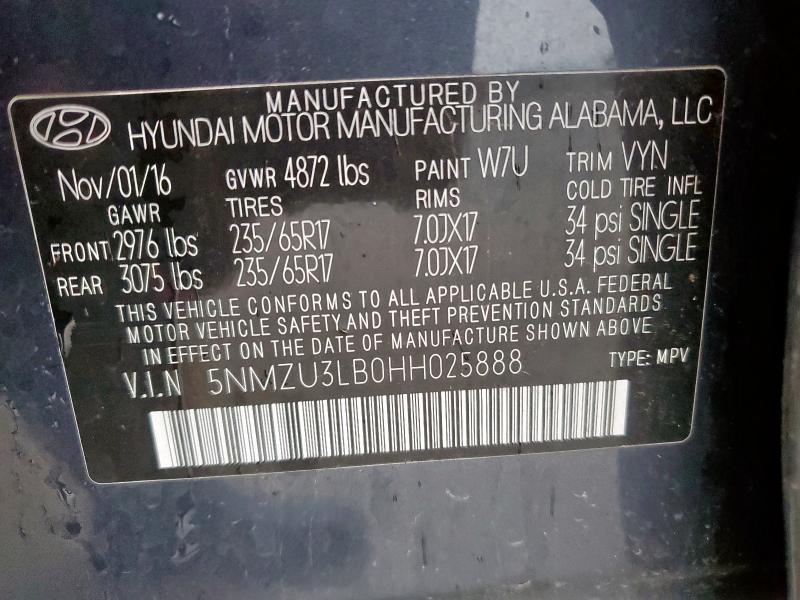 MANUFACTURED BY
HYUNDAI MOTOR MANUFACTURING ALABAMA, LLC
Nov/01/16 GVWR 4872 lbs PAINT W7U TRIM VYN
GAWR TIRES RIMS COLD TIRE INFL
FRONT 2976 lbs 235/65R17 7.0JX17 34 psi SINGLE
REAR 3075 lbs 235/65R17 7.0JX17 34 psi SINGLE
THIS VEHICLE CONFORMS TO ALL APPLICABLE U.S.A. FEDERAL
MOTOR VEHICLE SAFETY AND THEFT PREVENTION STANDARDS
IN EFFECT ON THE DATE OF MANUFACTURE SHOWN ABOVE
V.I.N 5NMZU3LB0HH025888 TYPE: MPV